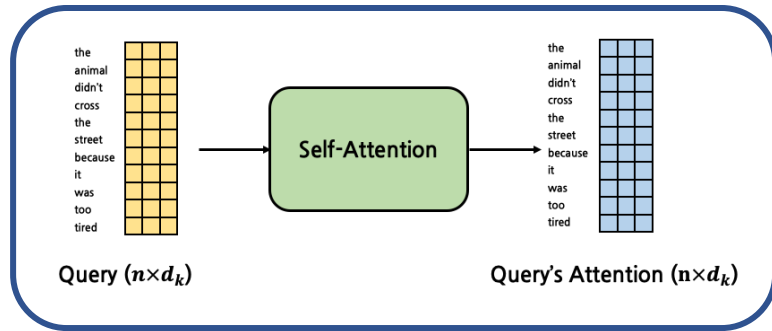 the
animal
didn't
cross
the
street
because
it
was
too
tired
Query (n×dₖ)
Self-Attention
the
animal
didn't
cross
the
street
because
it
was
too
tired
Query's Attention (n×dₖ)